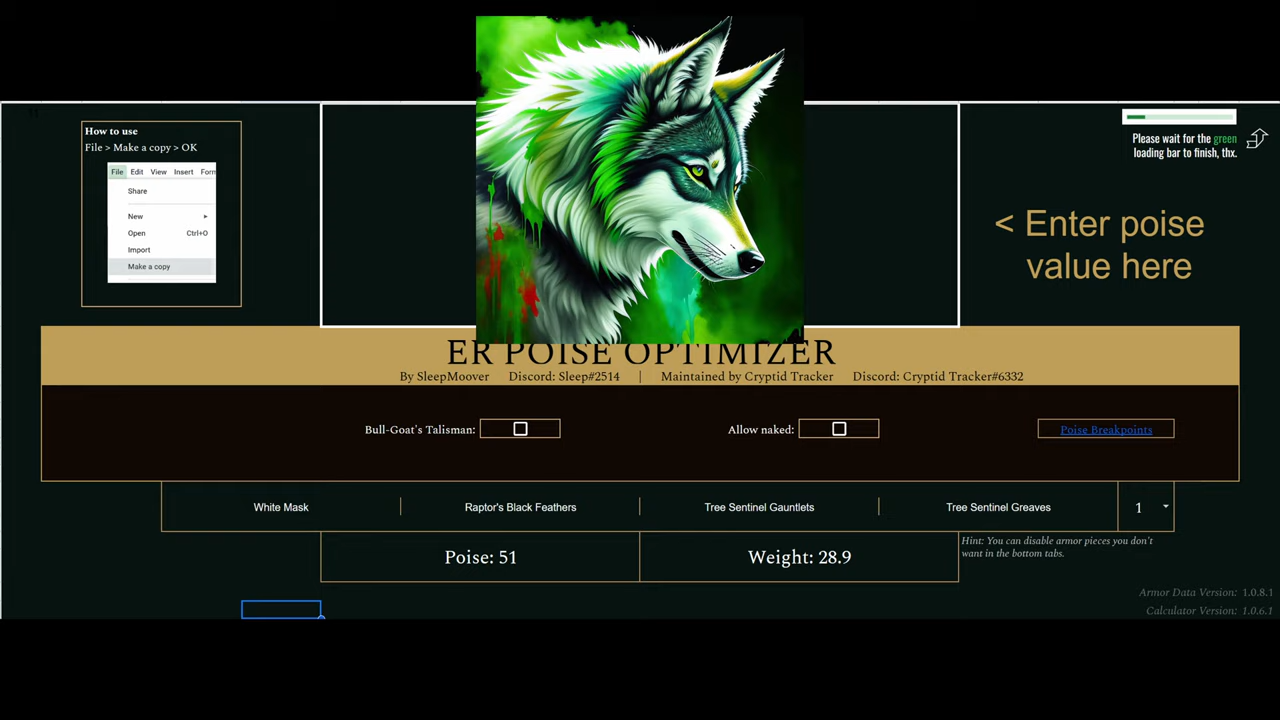 How to use
File > Make a copy > OK
File Edit View Insert Form
Share
New
Open Ctrl+O
Import
Make a copy
Please wait for the green
loading bar to finish, thx.
< Enter poise
value here
ER POISE OPTIMIZER
By SleepMoover Discord: Sleep#2514 | Maintained by Cryptid Tracker Discord: Cryptid Tracker#6332
Bull-Goat's Talisman:
Allow naked:
Poise Breakpoints
White Mask
Raptor's Black Feathers
Tree Sentinel Gauntlets
Tree Sentinel Greaves
1
Poise: 51
Weight: 28.9
Hint: You can disable armor pieces you don't
want in the bottom tabs.
Armor Data Version: 1.0.8.1
Calculator Version: 1.0.6.1